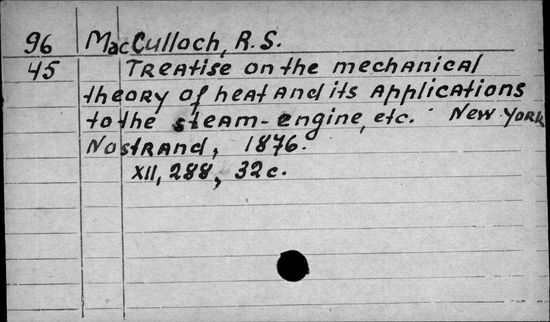 96 MacCulloch, R.S.
45 Treatise on the mechanical
theory of heat and its applications
to the steam-engine, etc. New York,
Nostrand, 1876.
XII, 288, 32 c.